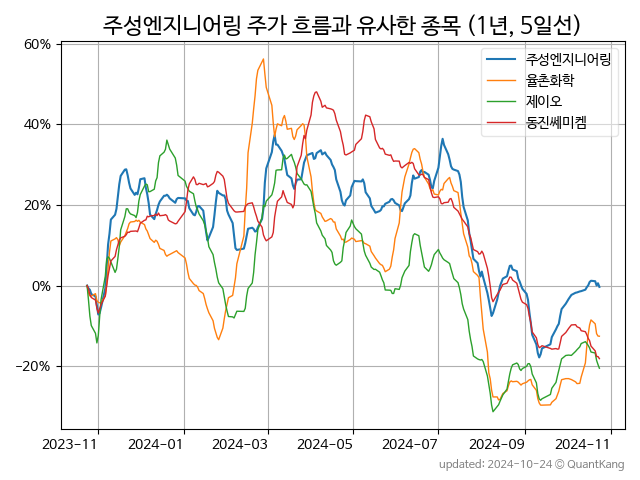 주성엔지니어링 주가 흐름과 유사한 종목 (1년, 5일선)
주성엔지니어링
율촌화학
제이오
동진쎄미켐
60%
40%
20%
0%
−20%
2023−11 2024−01 2024−03 2024−05 2024−07 2024−09 2024−11
updated: 2024-10-24 © QuantKang